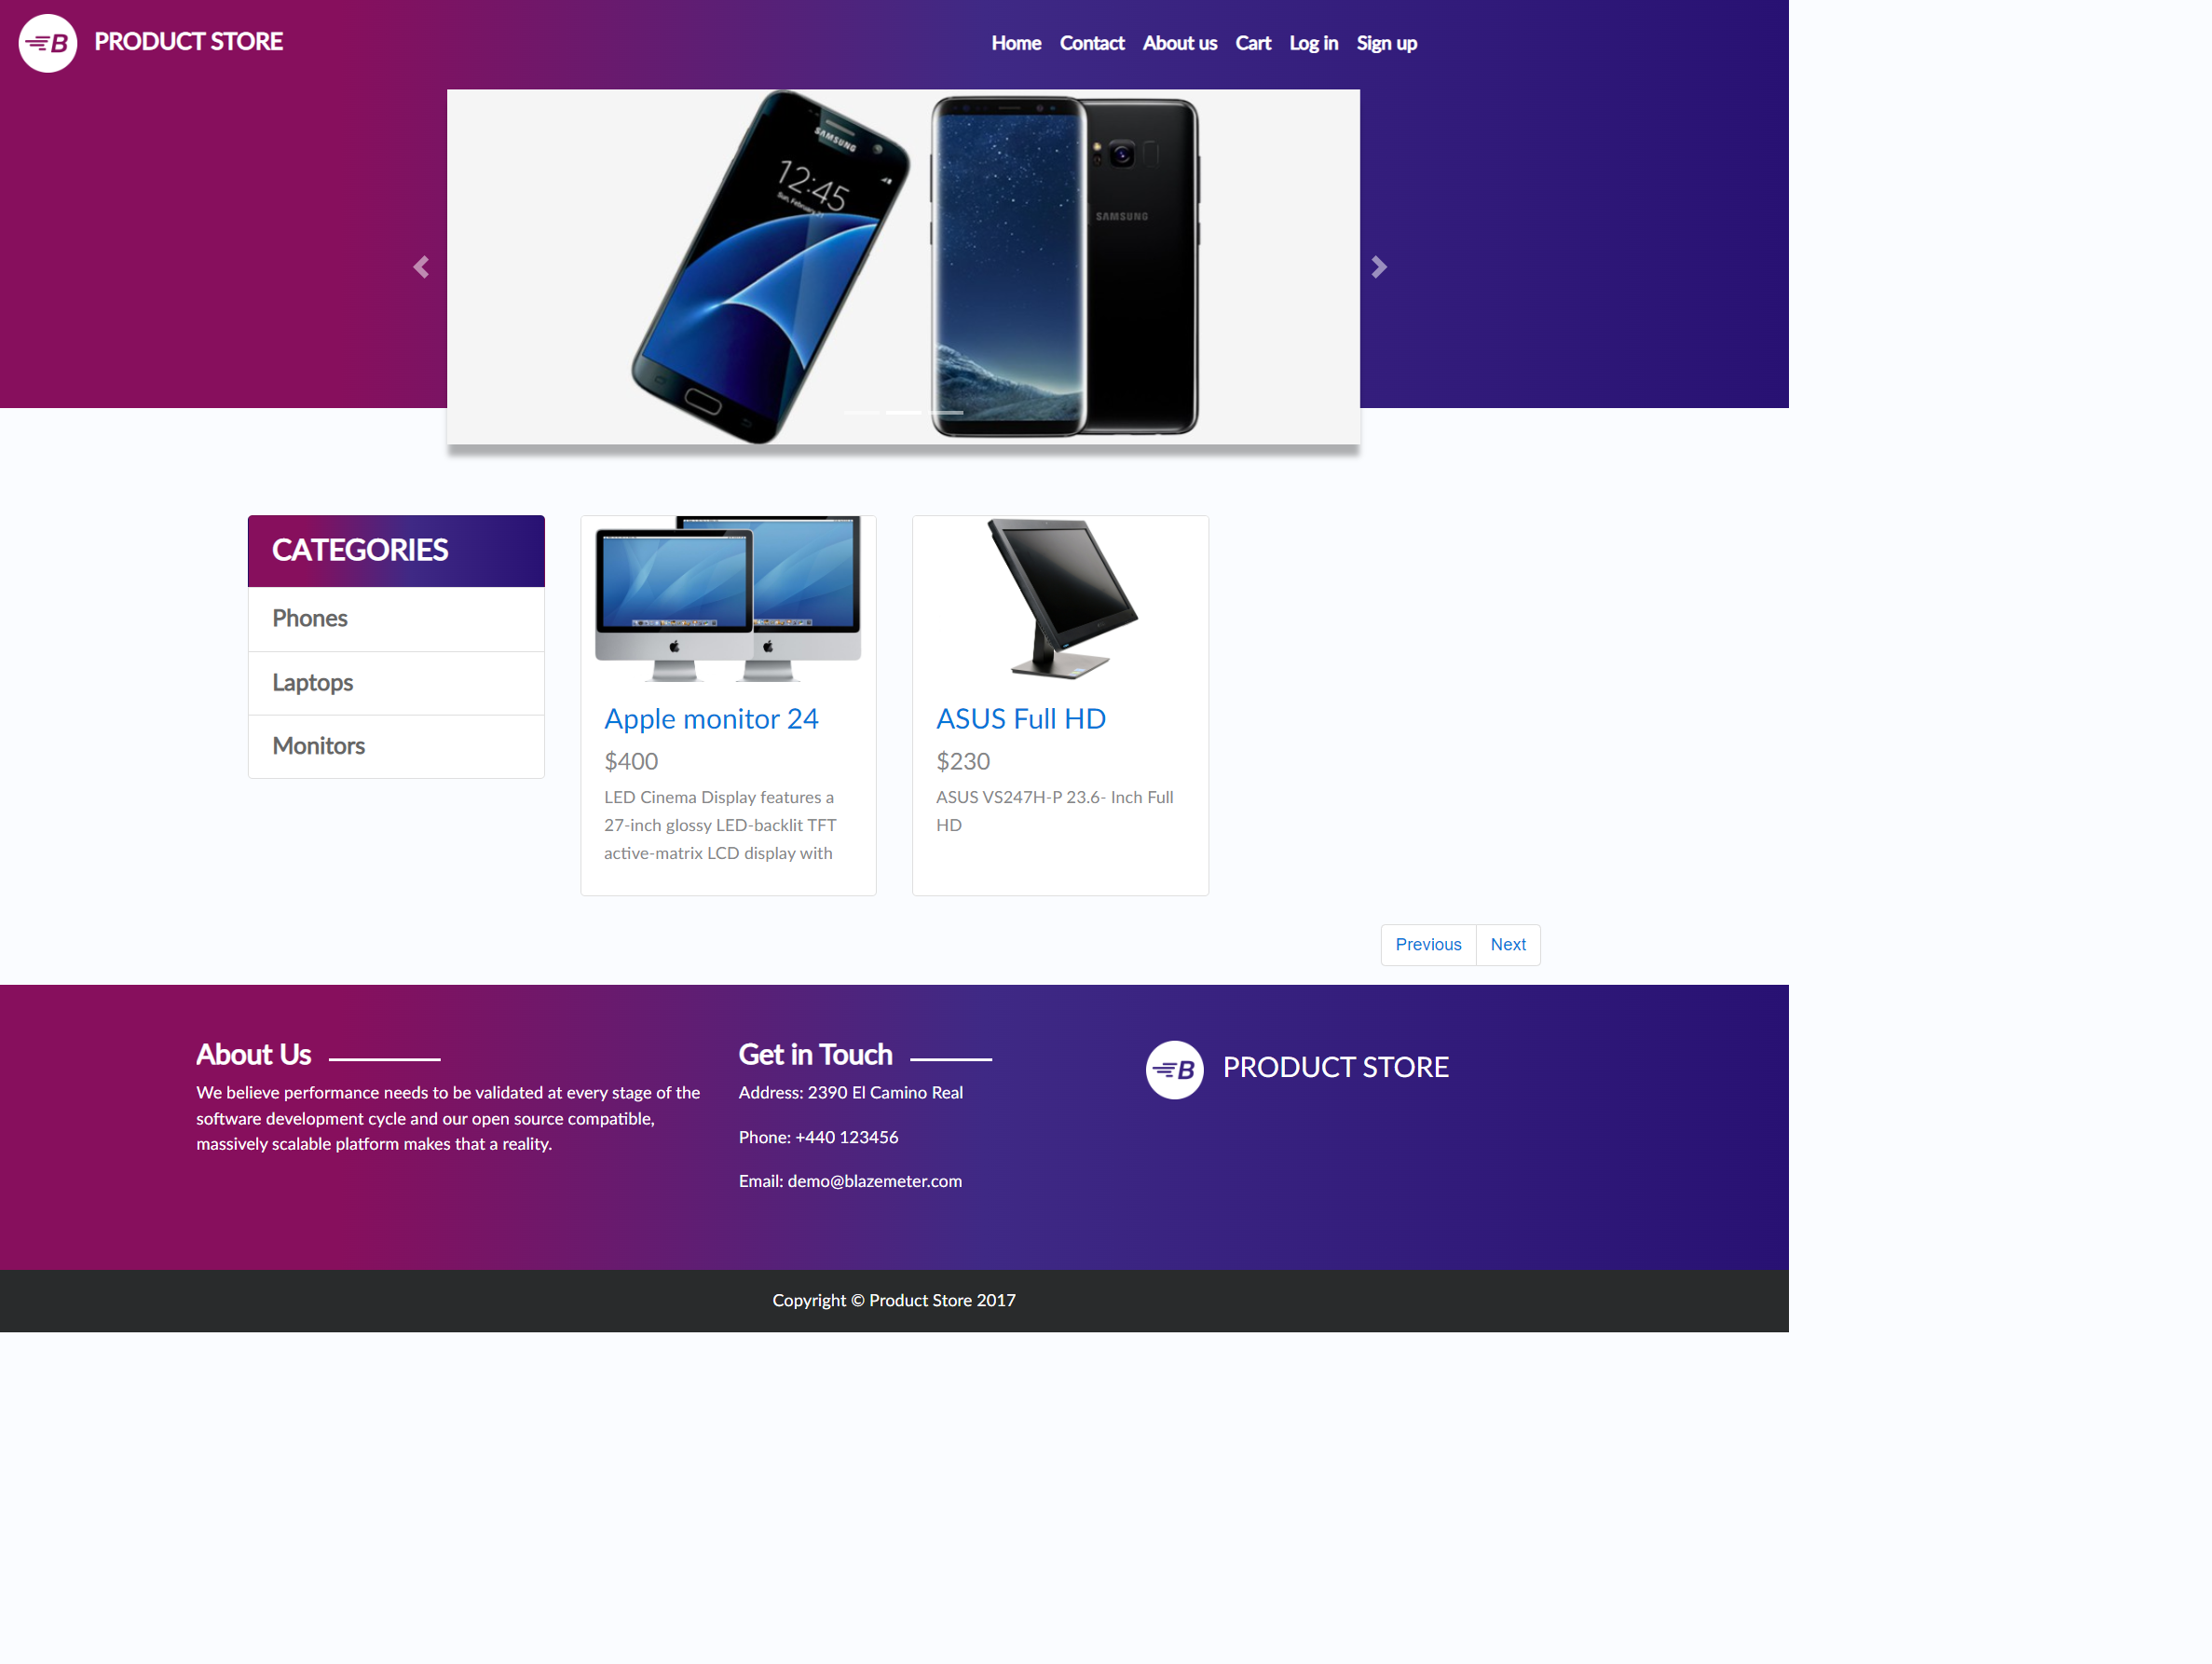 B PRODUCT STORE
Home Contact About us Cart Log in Sign up
SAMSUNG
12:45
Sun, February 21
SAMSUNG
CATEGORIES
Phones
Laptops
Monitors
Apple monitor 24
$400
LED Cinema Display features a
27-inch glossy LED-backlit TFT
active-matrix LCD display with
ASUS Full HD
$230
ASUS VS247H-P 23.6- Inch Full
HD
Previous Next
About Us
We believe performance needs to be validated at every stage of the
software development cycle and our open source compatible,
massively scalable platform makes that a reality.
Get in Touch
Address: 2390 El Camino Real
Phone: +440 123456
Email: demo@blazemeter.com
B PRODUCT STORE
Copyright © Product Store 2017